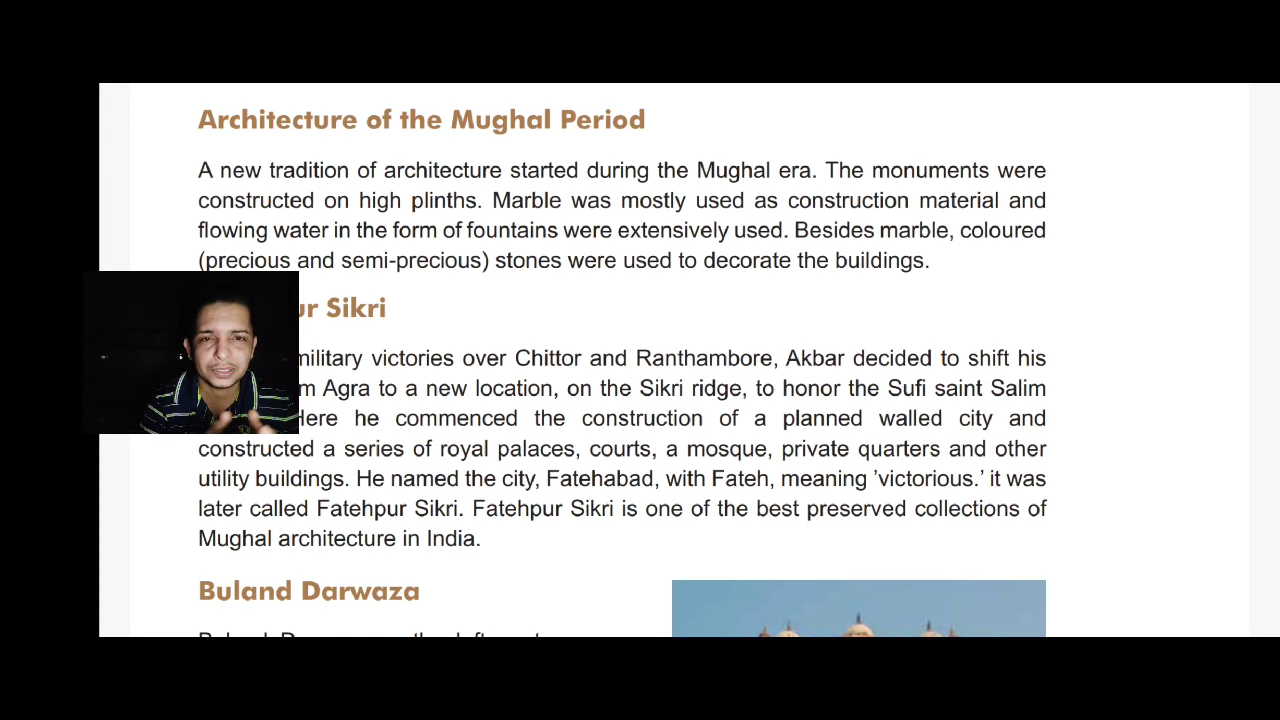 Architecture of the Mughal Period
A new tradition of architecture started during the Mughal era. The monuments were
constructed on high plinths. Marble was mostly used as construction material and
flowing water in the form of fountains were extensively used. Besides marble, coloured
(precious and semi-precious) stones were used to decorate the buildings.
Sikri
military victories over Chittor and Ranthambore, Akbar decided to shift his
Agra to a new location, on the Sikri ridge, to honor the Sufi saint Salim
he commenced the construction of a planned walled city and
constructed a series of royal palaces, courts, a mosque, private quarters and other
utility buildings. He named the city, Fatehabad, with Fateh, meaning ’victorious.’ it was
later called Fatehpur Sikri. Fatehpur Sikri is one of the best preserved collections of
Mughal architecture in India.
Buland Darwaza